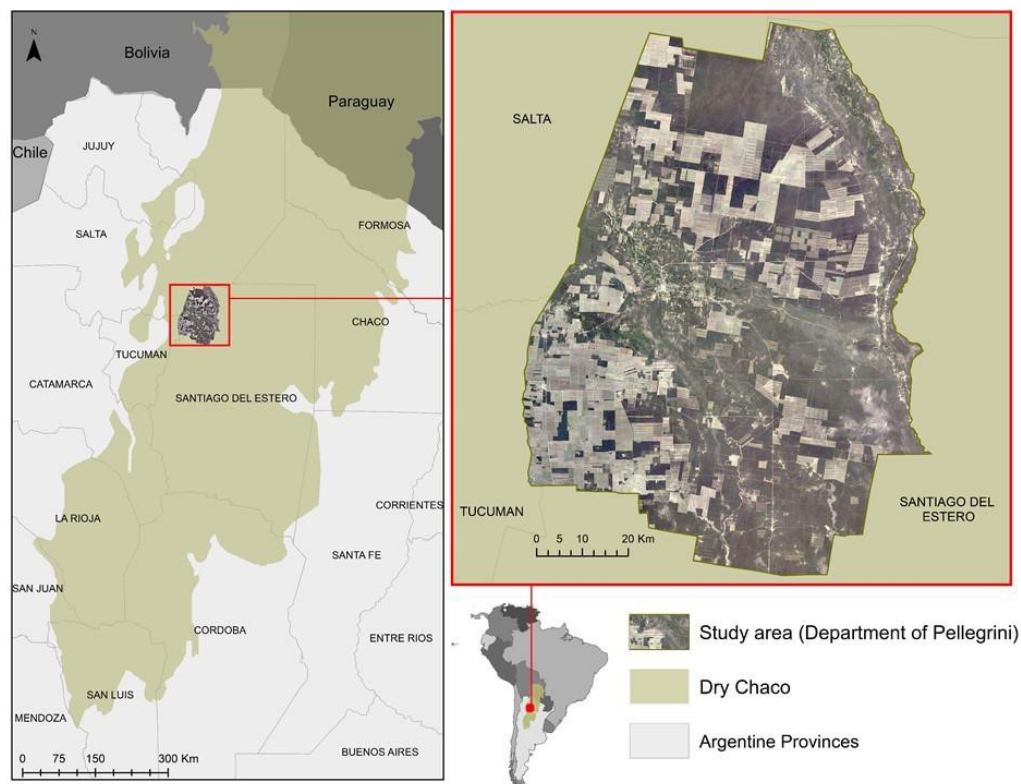 N
Bolivia
Paraguay
Chile
JUJUY
SALTA
FORMOSA
CHACO
TUCUMAN
CATAMARCA
SANTIAGO DEL ESTERO
CORRIENTES
LA RIOJA
SANTA FE
SAN JUAN
CORDOBA
ENTRE RIOS
SAN LUIS
MENDOZA
BUENOS AIRES
0 75 150 300 Km
SALTA
TUCUMAN
SANTIAGO DEL
ESTERO
0 5 10 20 Km
Study area (Department of Pellegrini)
Dry Chaco
Argentine Provinces